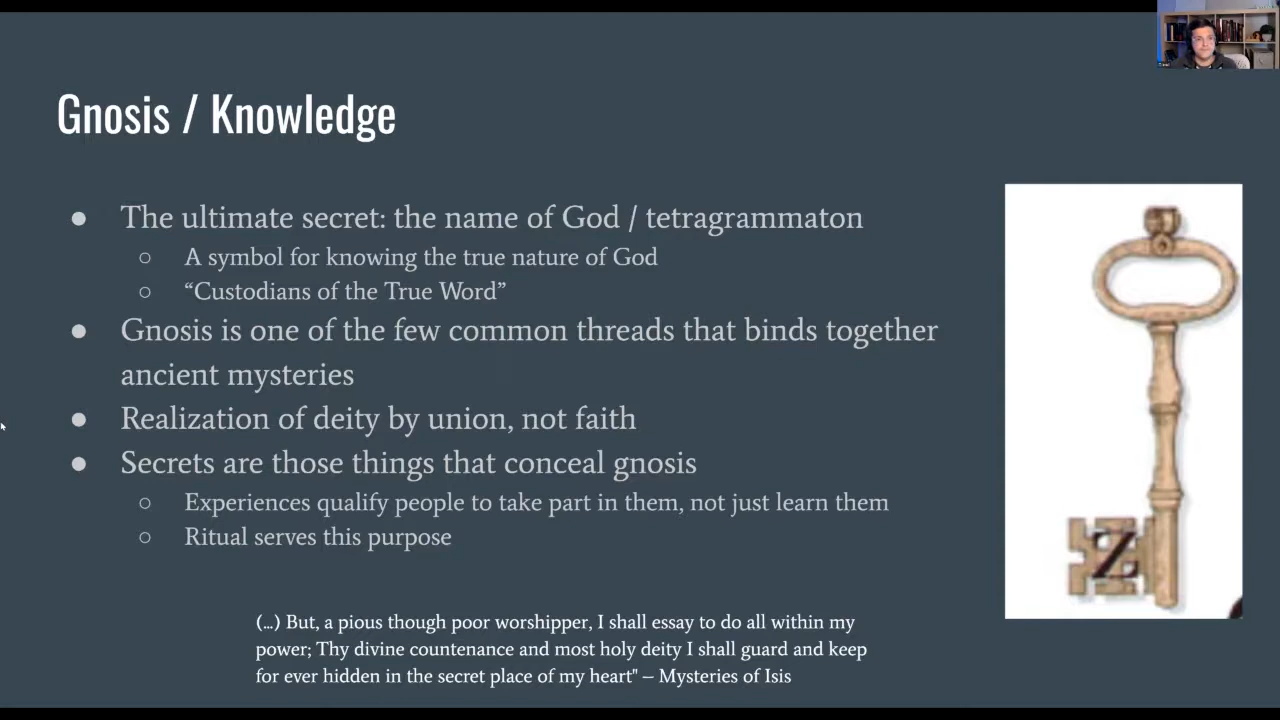 Gnosis / Knowledge
● The ultimate secret: the name of God / tetragrammaton
○ A symbol for knowing the true nature of God
○ “Custodians of the True Word”
● Gnosis is one of the few common threads that binds together
ancient mysteries
● Realization of deity by union, not faith
● Secrets are those things that conceal gnosis
○ Experiences qualify people to take part in them, not just learn them
○ Ritual serves this purpose
Z
(...) But, a pious though poor worshipper, I shall essay to do all within my
power; Thy divine countenance and most holy deity I shall guard and keep
for ever hidden in the secret place of my heart" – Mysteries of Isis